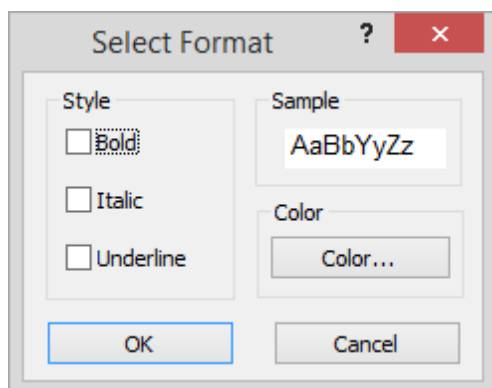 Select Format ? ×
Style
Bold
Italic
Underline
Sample
AaBbYyZz
Color
Color...
OK
Cancel